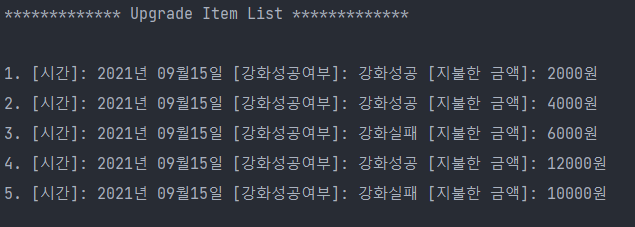 ************* Upgrade Item List *************
1. [시간]: 2021년 09월15일 [강화성공여부]: 강화성공 [지불한 금액]: 2000원
2. [시간]: 2021년 09월15일 [강화성공여부]: 강화성공 [지불한 금액]: 4000원
3. [시간]: 2021년 09월15일 [강화성공여부]: 강화실패 [지불한 금액]: 6000원
4. [시간]: 2021년 09월15일 [강화성공여부]: 강화성공 [지불한 금액]: 12000원
5. [시간]: 2021년 09월15일 [강화성공여부]: 강화실패 [지불한 금액]: 10000원